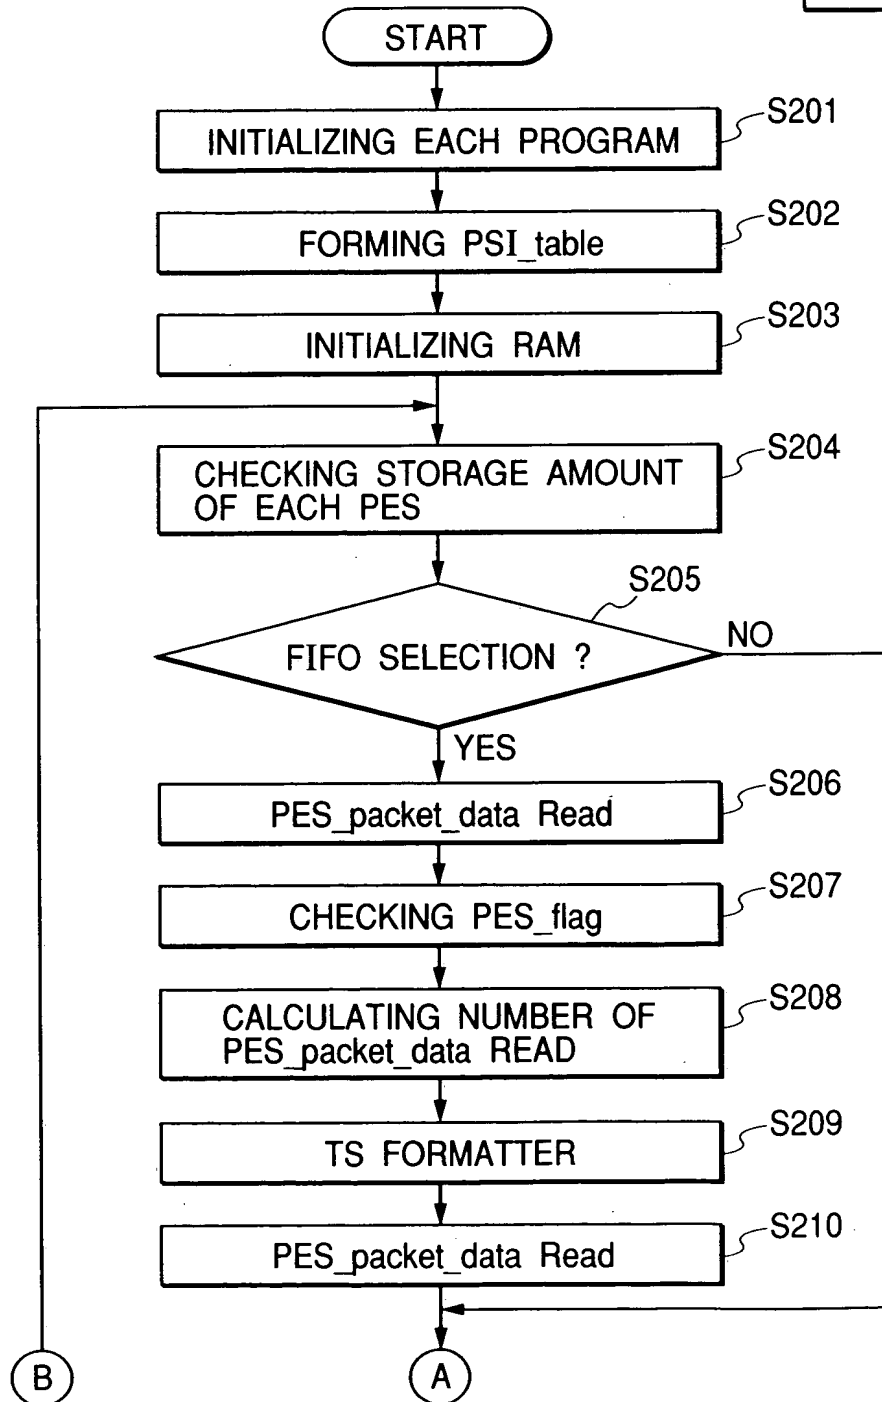 START
INITIALIZING EACH PROGRAM
S201
FORMING PSI_table
S202
INITIALIZING RAM
S203
CHECKING STORAGE AMOUNT
OF EACH PES
S204
FIFO SELECTION ?
S205
NO
YES
PES_packet_data Read
S206
CHECKING PES_flag
S207
CALCULATING NUMBER OF
PES_packet_data READ
S208
TS FORMATTER
S209
PES_packet_data Read
S210
B
A